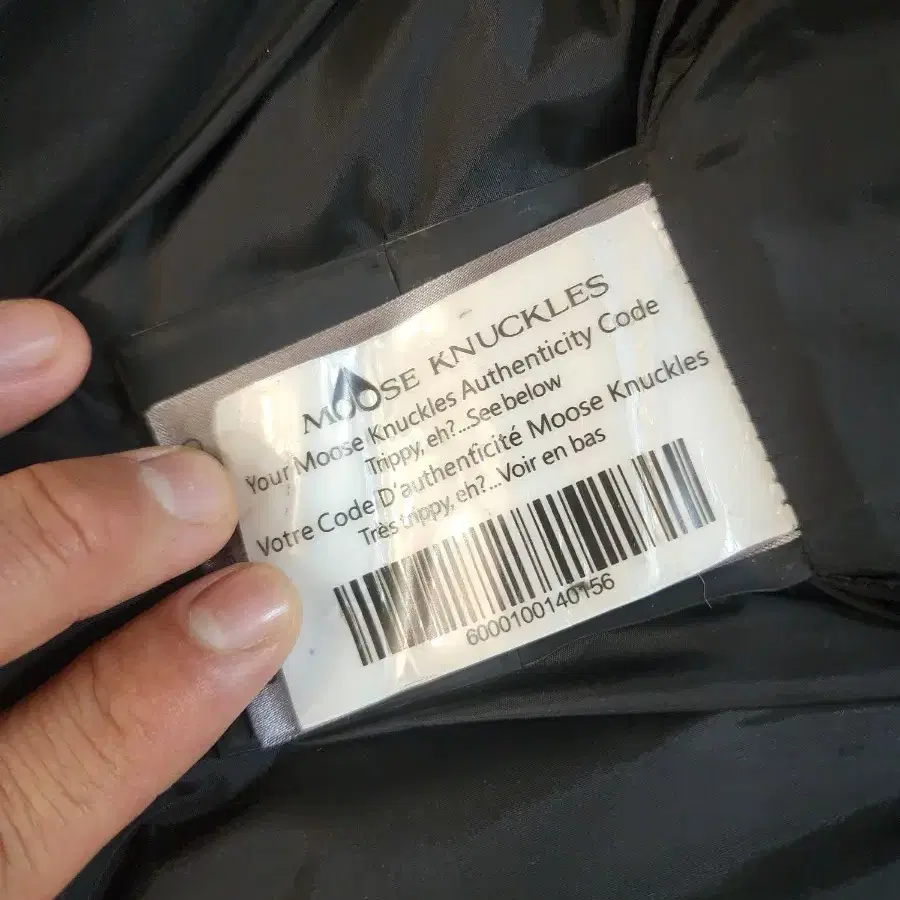 MOOSE KNUCKLES
Your Moose Knuckles Authenticity Code
Trippy, eh?...See below
Votre Code D'authenficité Moose Knuckles
Très trippy, eh?...Voir en bas
6000100140156